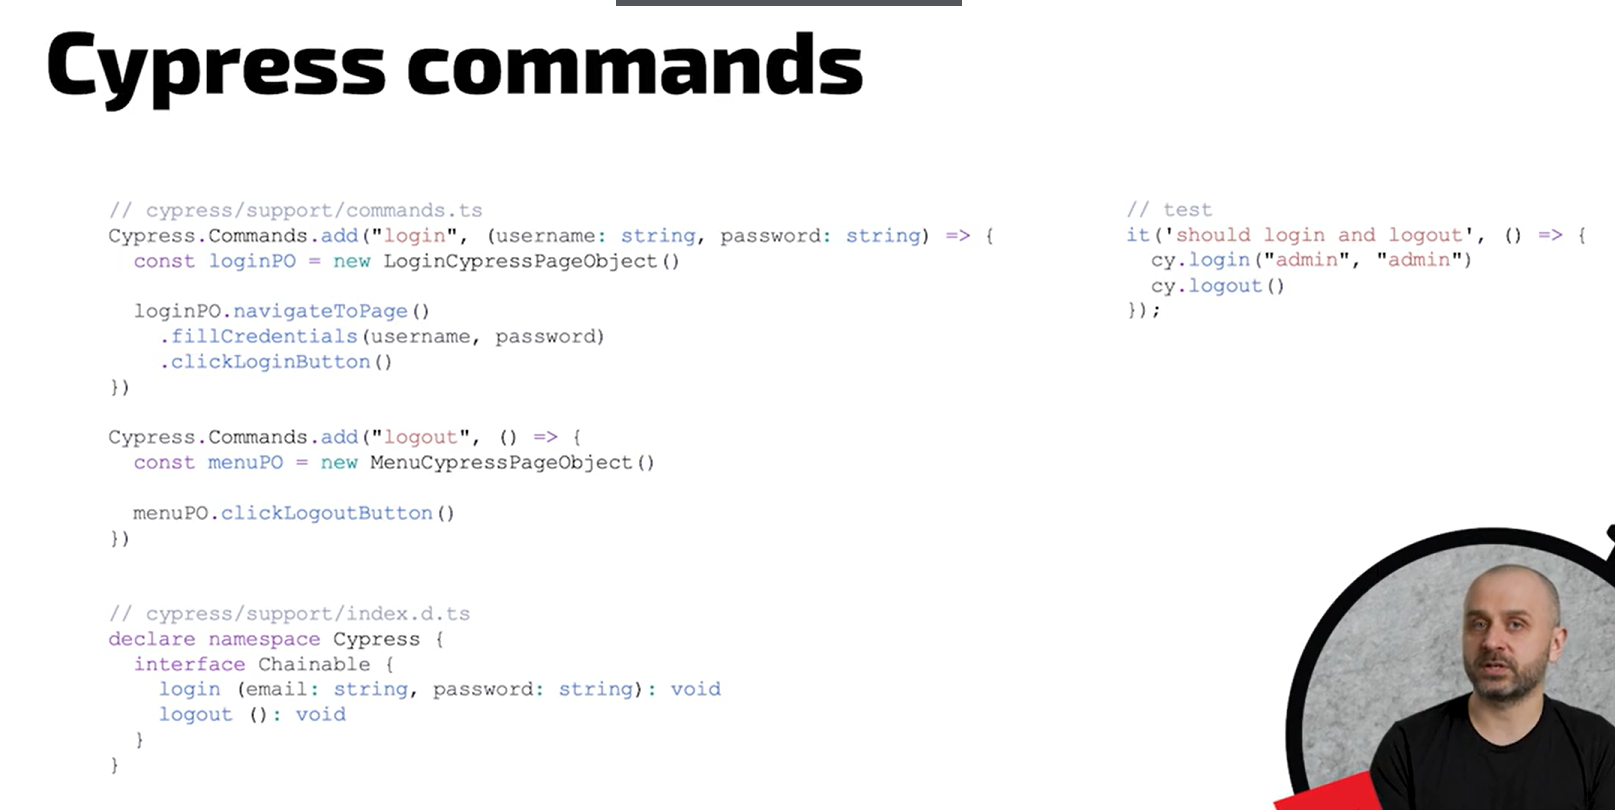 Cypress commands
// cypress/support/commands.ts
Cypress.Commands.add("login", (username: string, password: string) => {
  const loginPO = new LoginCypressPageObject()

  loginPO.navigateToPage()
    .fillCredentials(username, password)
    .clickLoginButton()
})

Cypress.Commands.add("logout", () => {
  const menuPO = new MenuCypressPageObject()

  menuPO.clickLogoutButton()
})

// cypress/support/index.d.ts
declare namespace Cypress {
  interface Chainable {
    login (email: string, password: string): void
    logout (): void
  }
}

// test
it('should login and logout', () => {
  cy.login("admin", "admin")
  cy.logout()
});